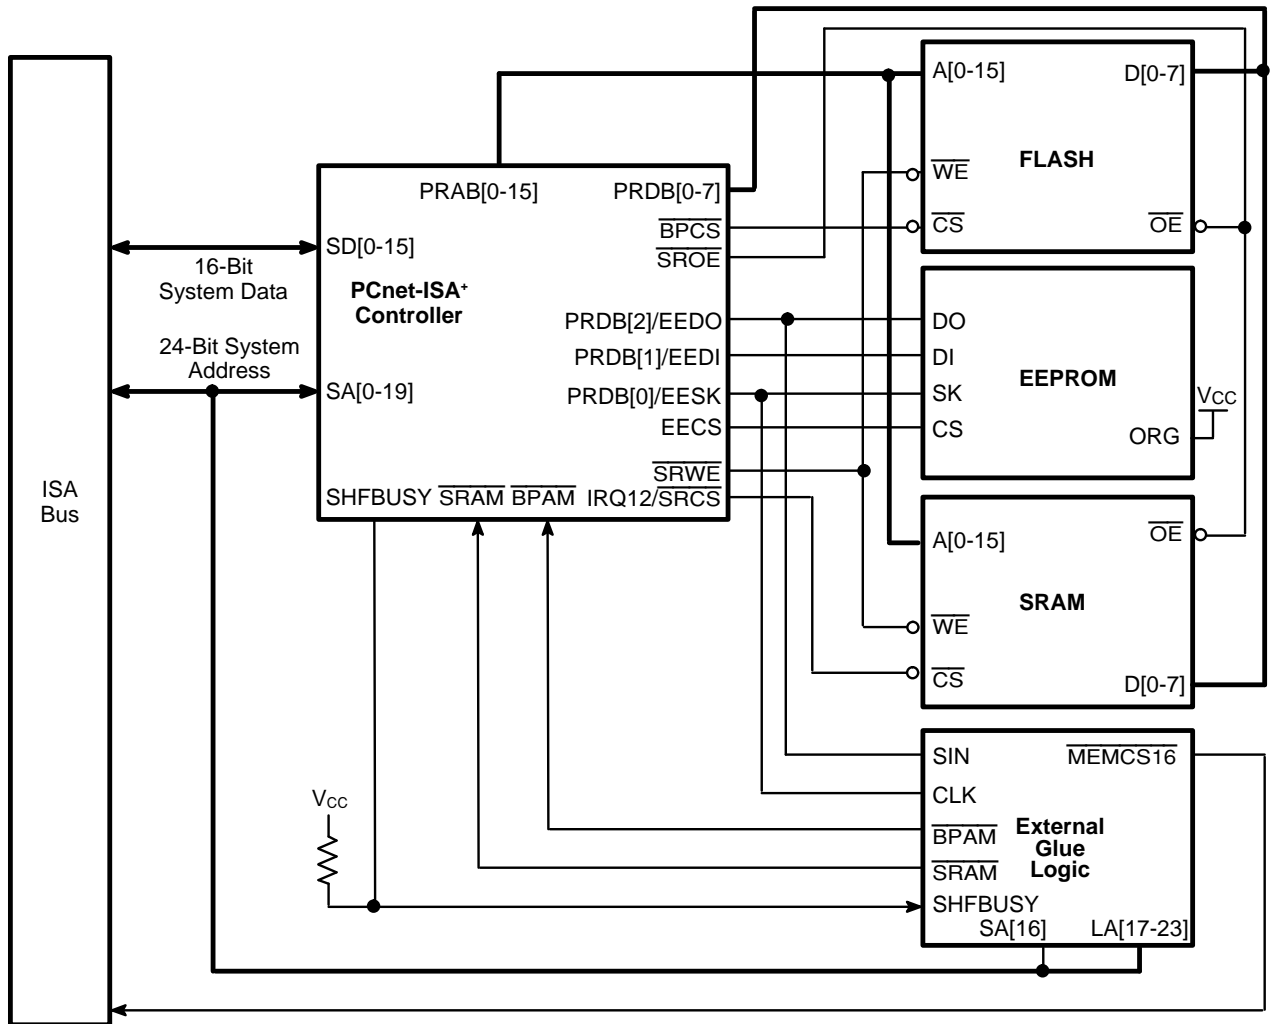 ISA
Bus
16-Bit
System Data
24-Bit System
Address
PRAB[0-15]
PRDB[0-7]
SD[0-15]
BPCS
SROE
PCnet-ISA+
Controller
PRDB[2]/EEDO
PRDB[1]/EEDI
SA[0-19]
PRDB[0]/EESK
EECS
SRWE
SHFBUSY SRAM BPAM IRQ12/SRCS
A[0-15]
D[0-7]
FLASH
WE
CS
OE
DO
DI
EEPROM
SK
VCC
CS
ORG
OE
A[0-15]
SRAM
WE
CS
D[0-7]
SIN
MEMCS16
CLK
VCC
BPAM
External
Glue
Logic
SRAM
SHFBUSY
SA[16]
LA[17-23]